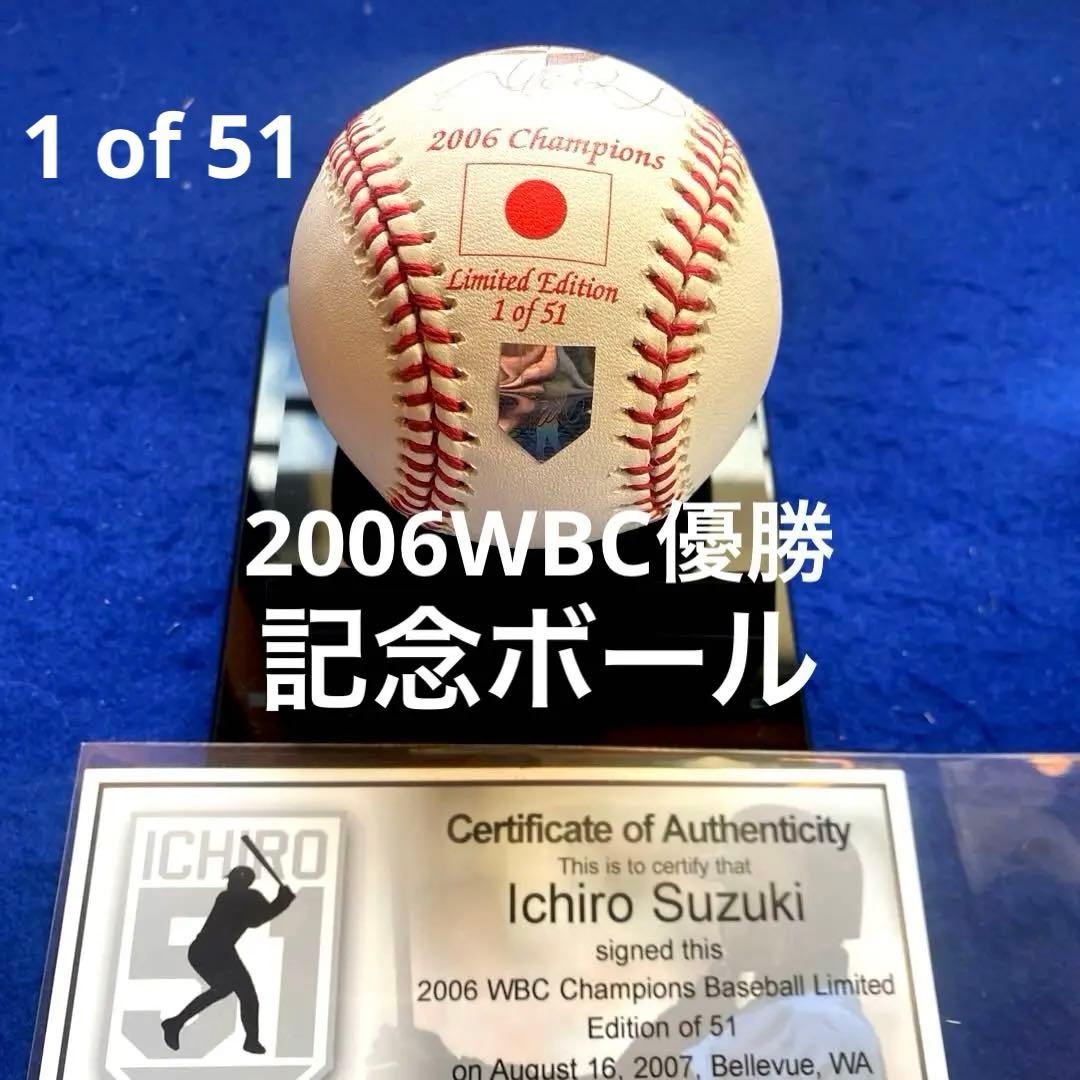 1 of 51
2006 Champions
Limited Edition
1 of 51
2006WBC優勝
記念ボール
ICHIRO
51
Certificate of Authenticity
This is to certify that
Ichiro Suzuki
signed this
2006 WBC Champions Baseball Limited
Edition of 51
on August 16, 2007, Bellevue, WA